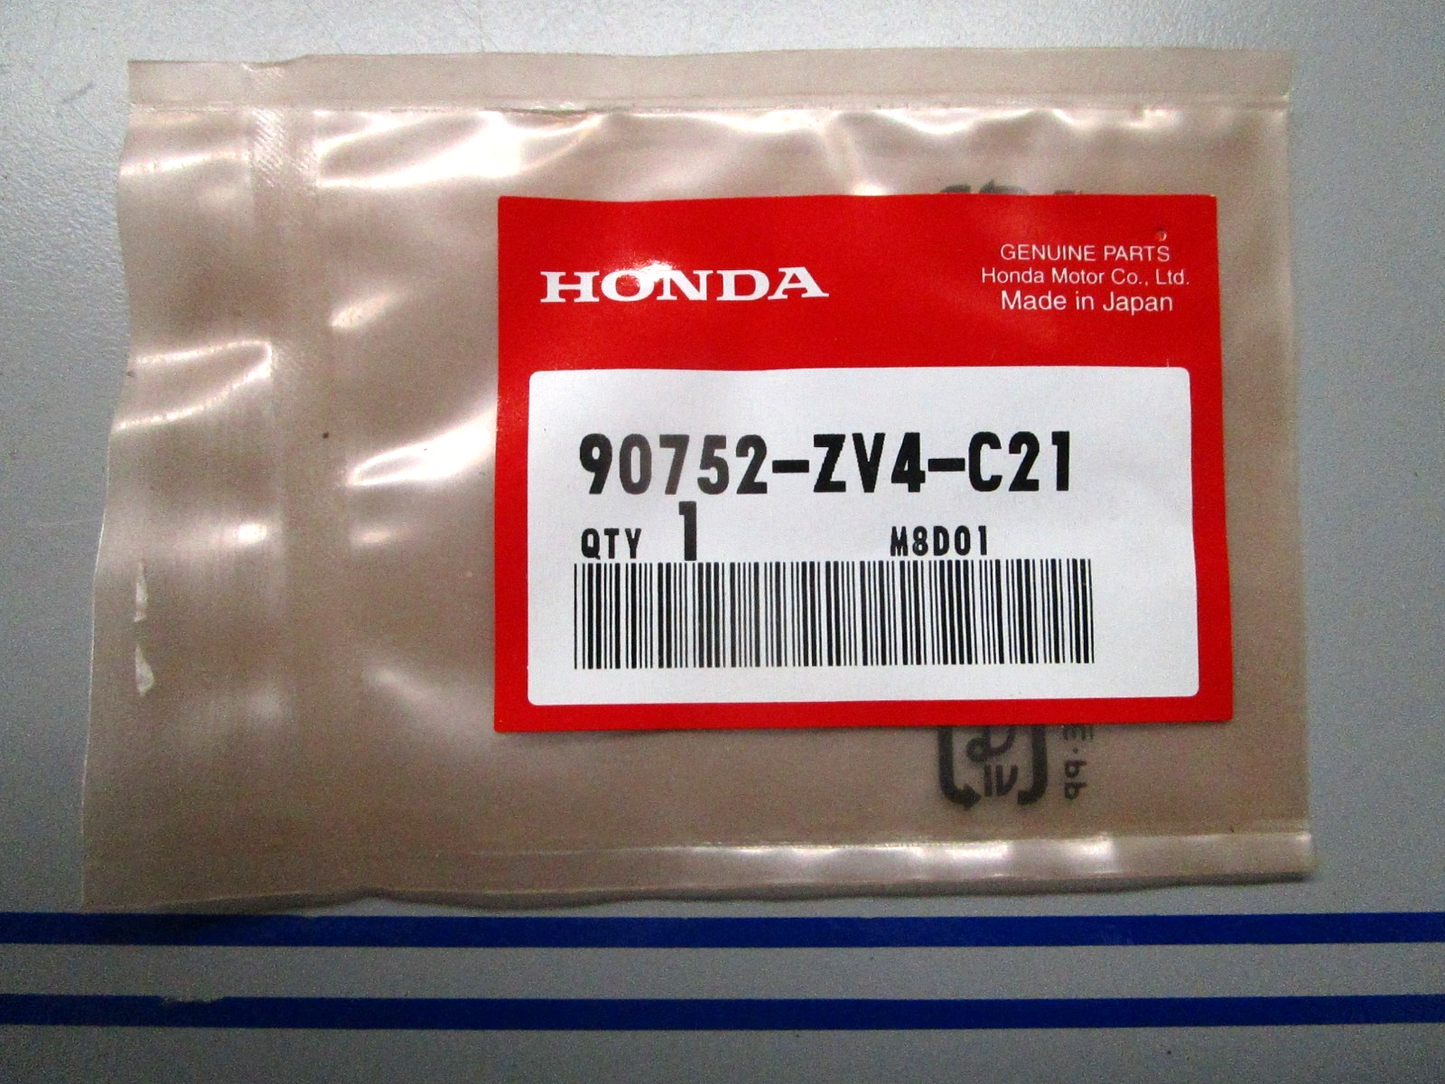 HONDA
GENUINE PARTS
Honda Motor Co., Ltd.
Made in Japan
90752-ZV4-C21
QTY 1 M8D01